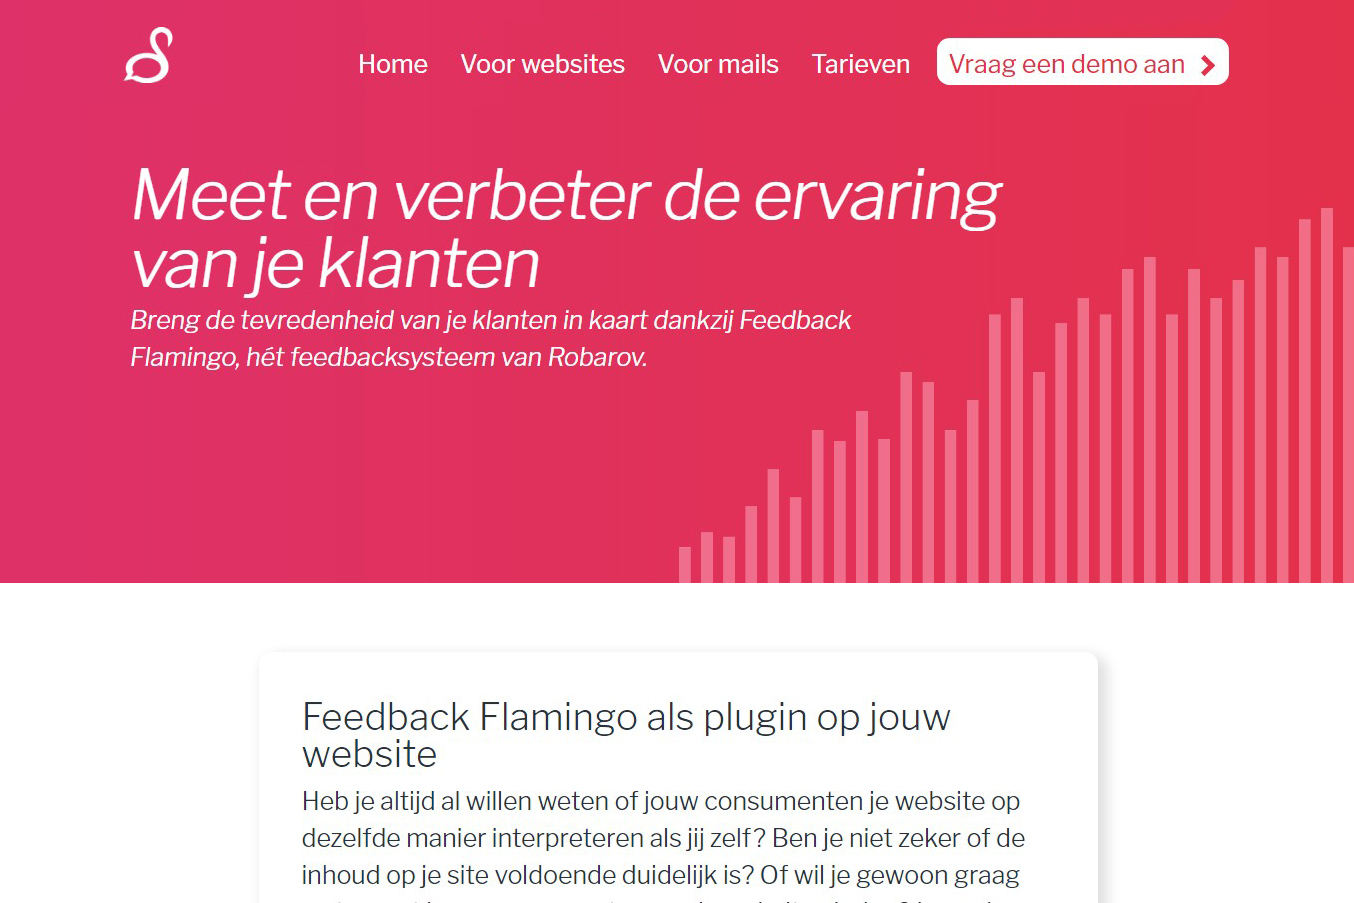 Home Voor websites Voor mails Tarieven Vraag een demo aan
Meet en verbeter de ervaring
van je klanten
Breng de tevredenheid van je klanten in kaart dankzij Feedback
Flamingo, hét feedbacksysteem van Robarov.
Feedback Flamingo als plugin op jouw
website
Heb je altijd al willen weten of jouw consumenten je website op
dezelfde manier interpreteren als jij zelf? Ben je niet zeker of de
inhoud op je site voldoende duidelijk is? Of wil je gewoon graag